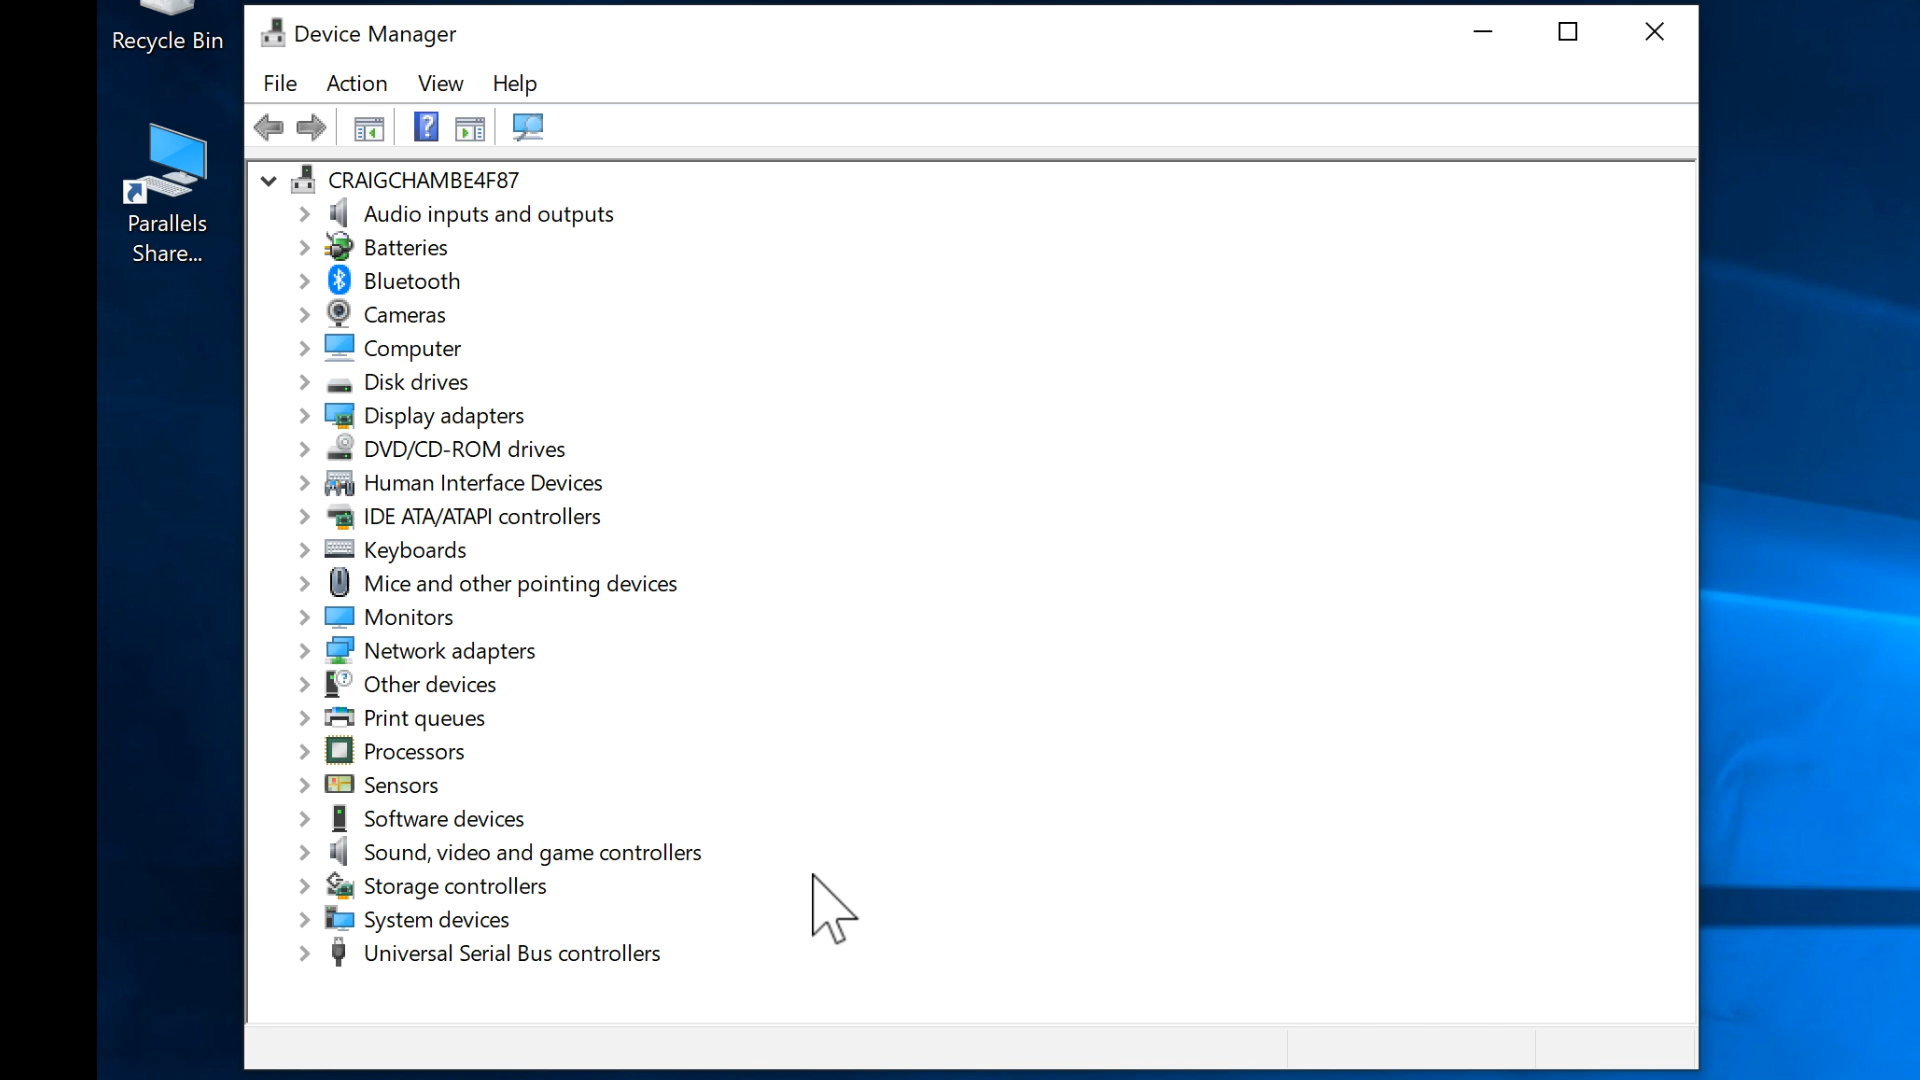 Recycle Bin
Parallels
Share...
Device Manager
File Action View Help
CRAIGCHAMBE4F87
Audio inputs and outputs
Batteries
Bluetooth
Cameras
Computer
Disk drives
Display adapters
DVD/CD-ROM drives
Human Interface Devices
IDE ATA/ATAPI controllers
Keyboards
Mice and other pointing devices
Monitors
Network adapters
Other devices
Print queues
Processors
Sensors
Software devices
Sound, video and game controllers
Storage controllers
System devices
Universal Serial Bus controllers